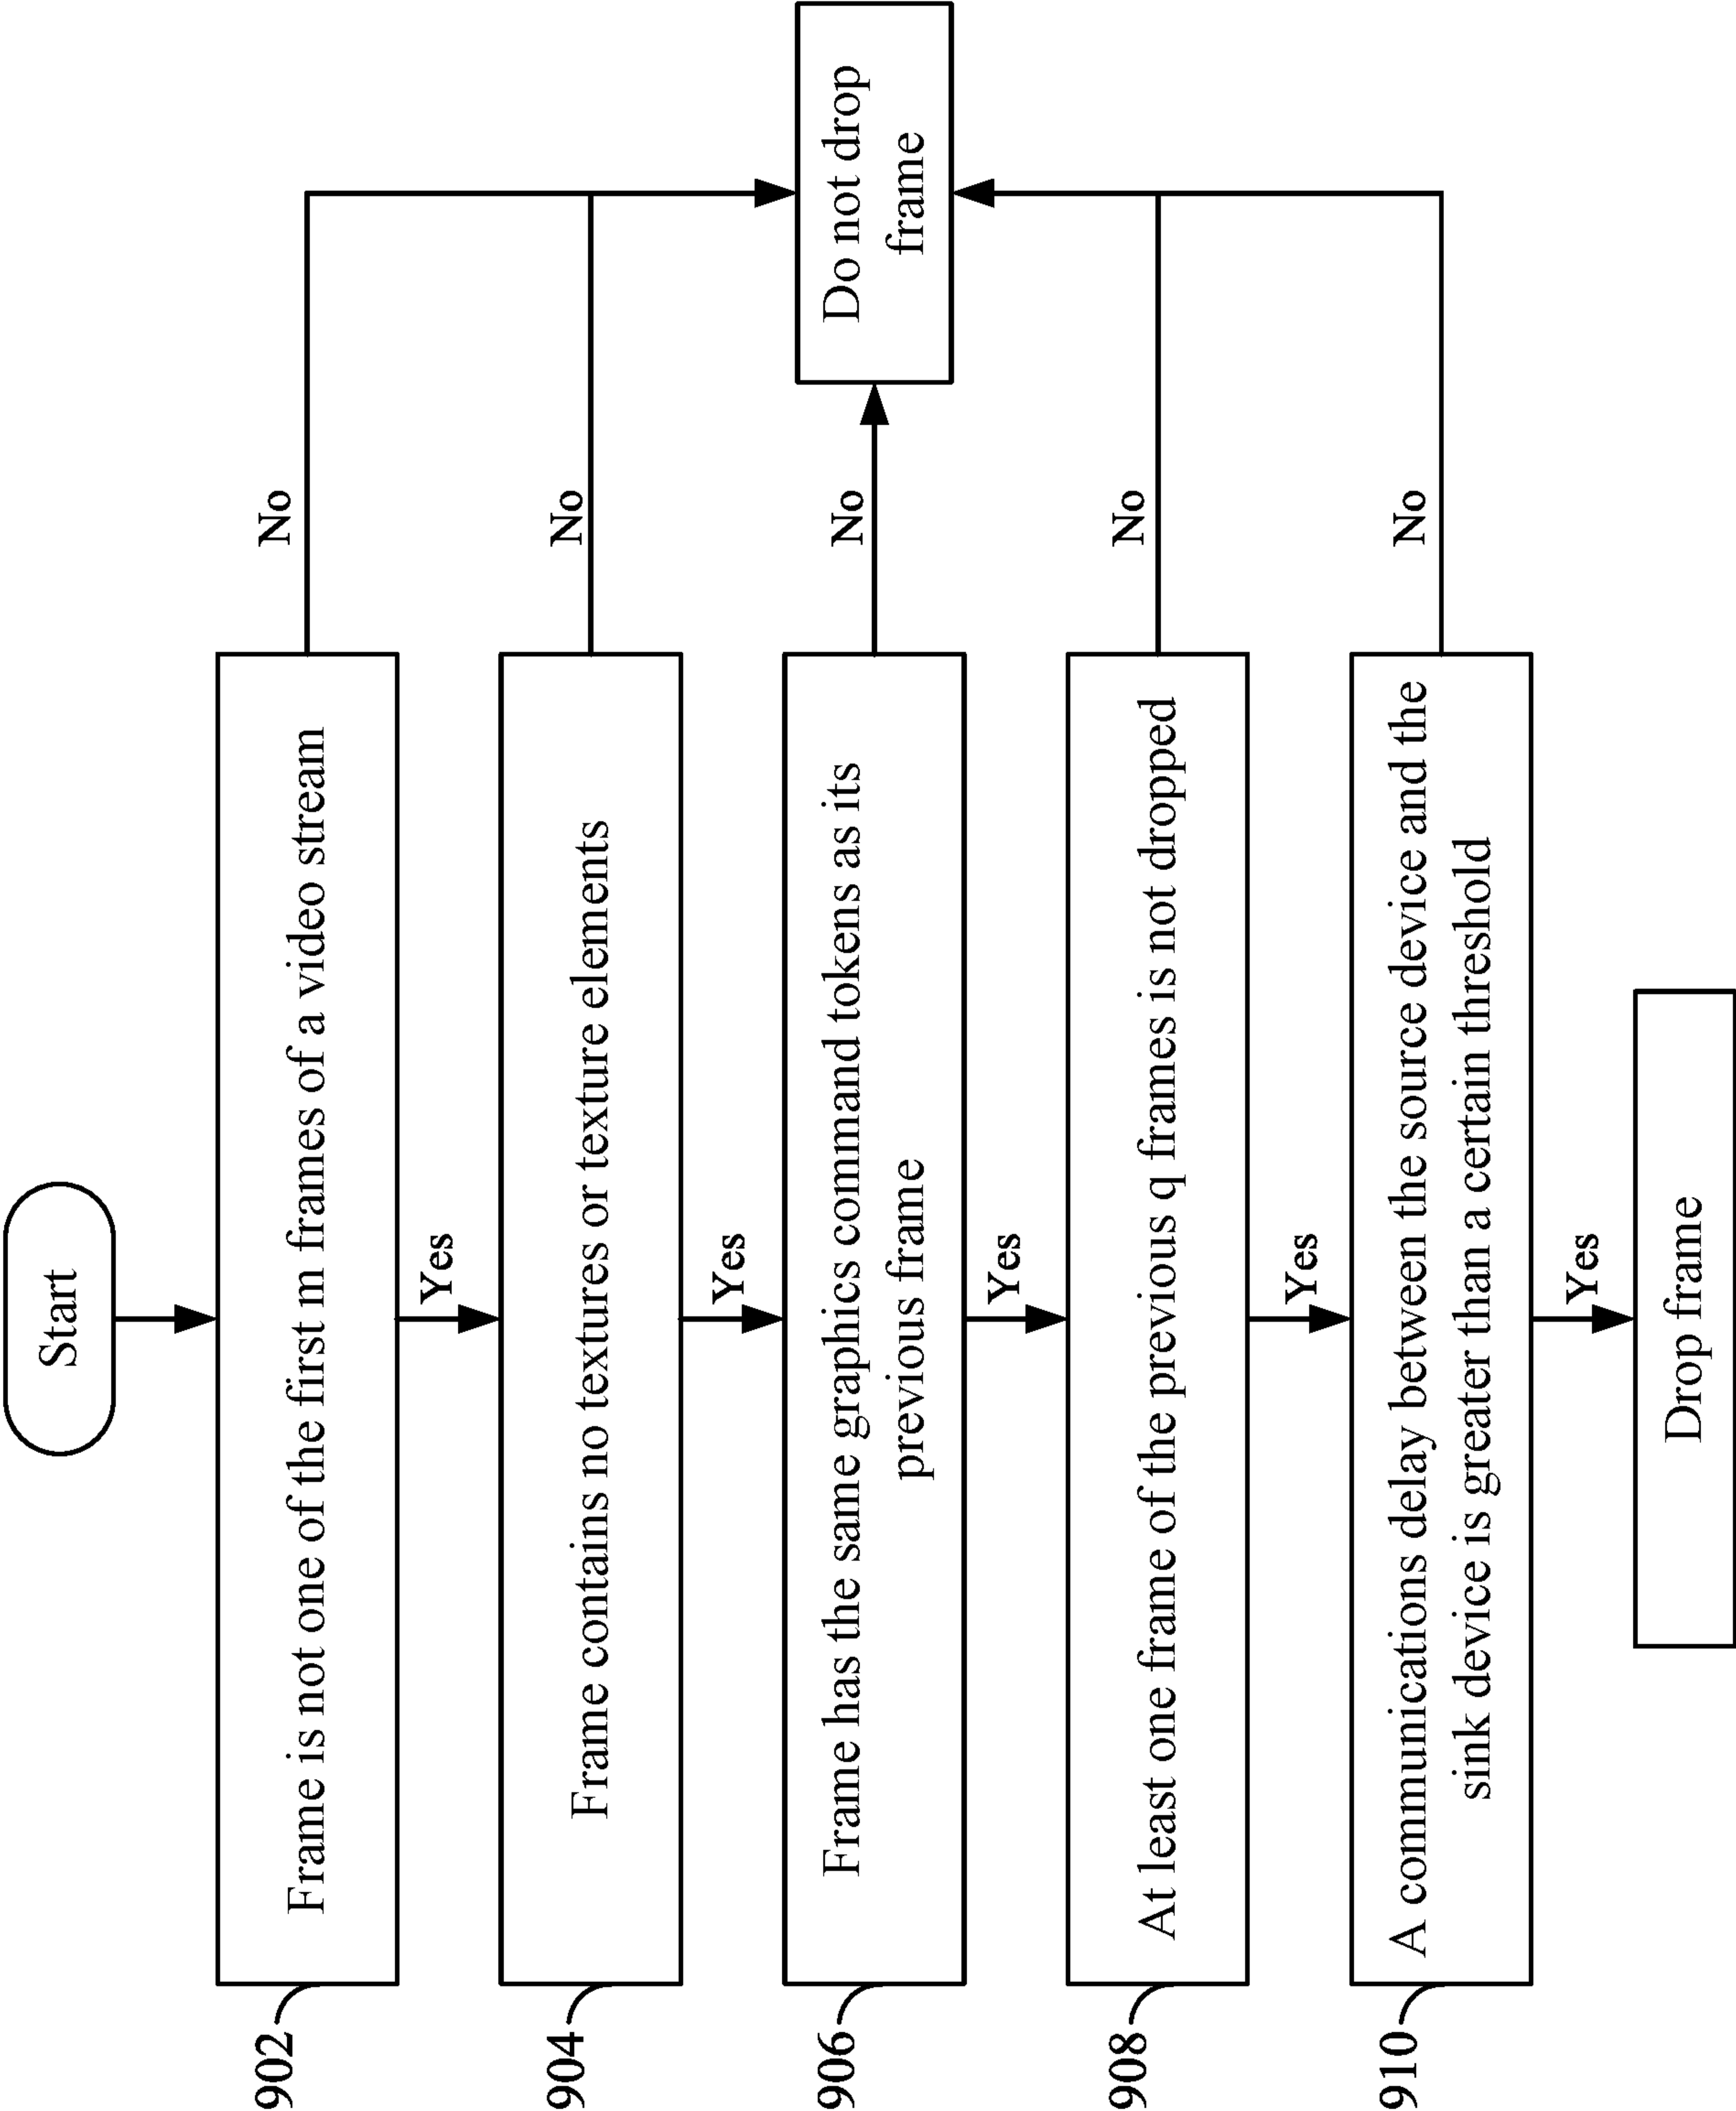 Start
902
Frame is not one of the first m frames of a video stream
No
Yes
904
Frame contains no textures or texture elements
No
Yes
906
Frame has the same graphics command tokens as its
previous frame
No
Do not drop
frame
Yes
908
At least one frame of the previous q frames is not dropped
No
Yes
910
A communications delay between the source device and the
sink device is greater than a certain threshold
No
Yes
Drop frame